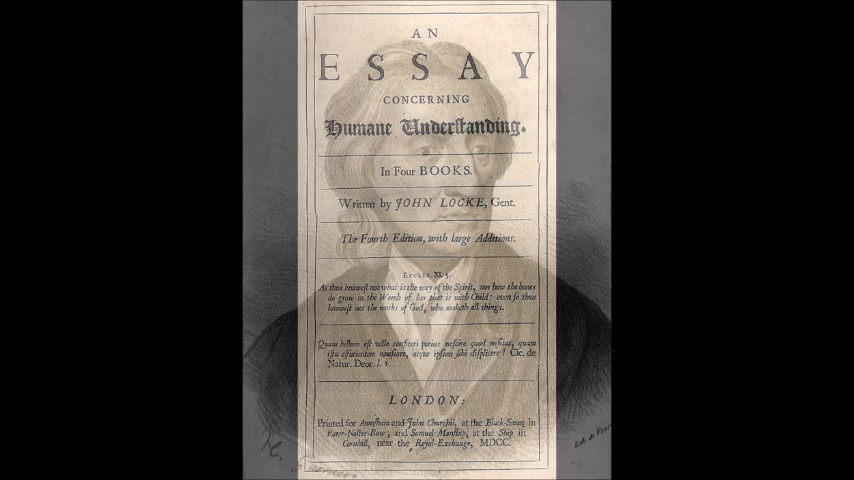 AN
ESSAY
CONCERNING
Humane Understanding.
In Four BOOKS.
Written by JOHN LOCKE, Gent.
The Fourth Edition, with large Additions.
ECCLES. XI. 5.
As thou knowest not what is the way of the Spirit, nor how the bones
do grow in the Womb of her that is with Child: even so thou
knowest not the works of God, who maketh all things.
Quam bellum est velle confiteri potius nescire quod nescias, quam
ista effutientem nauseare, atque ipsum sibi displicere! Cic. de
Natur. Deor. l. 1.
LONDON:
Printed for Awnsham and John Churchil, at the Black-Swan in
Pater-Noster-Row; and Samuel Manship, at the Ship in
Cornhill, near the Royal-Exchange, MDCC.